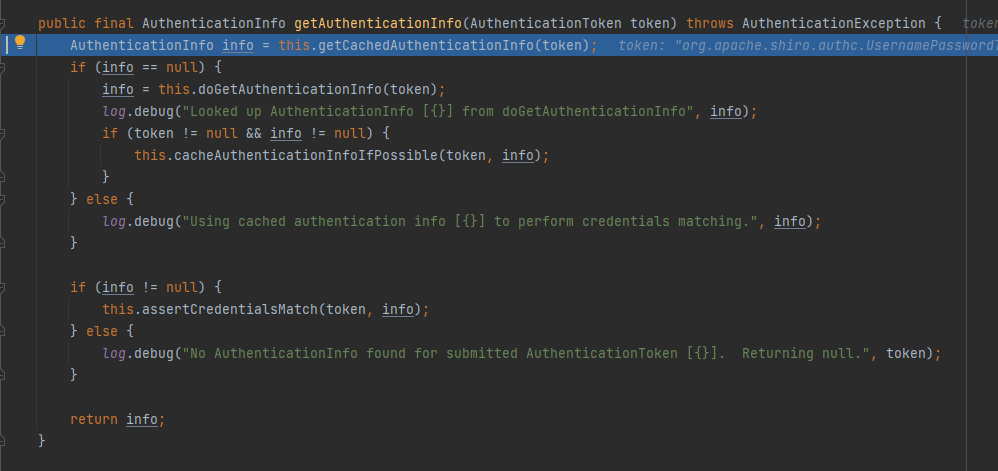 public final AuthenticationInfo getAuthenticationInfo(AuthenticationToken token) throws AuthenticationException {   token
    AuthenticationInfo info = this.getCachedAuthenticationInfo(token);   token: "org.apache.shiro.authc.UsernamePasswordT
    if (info == null) {
        info = this.doGetAuthenticationInfo(token);
        log.debug("Looked up AuthenticationInfo [{}] from doGetAuthenticationInfo", info);
        if (token != null && info != null) {
            this.cacheAuthenticationInfoIfPossible(token, info);
        }
    } else {
        log.debug("Using cached authentication info [{}] to perform credentials matching.", info);
    }

    if (info != null) {
        this.assertCredentialsMatch(token, info);
    } else {
        log.debug("No AuthenticationInfo found for submitted AuthenticationToken [{}].  Returning null.", token);
    }

    return info;
}